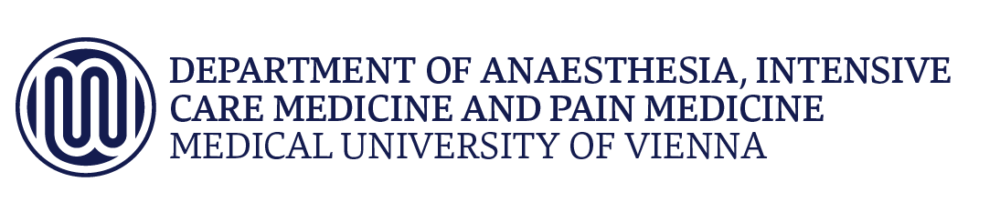 DEPARTMENT OF ANAESTHESIA, INTENSIVE
CARE MEDICINE AND PAIN MEDICINE
MEDICAL UNIVERSITY OF VIENNA